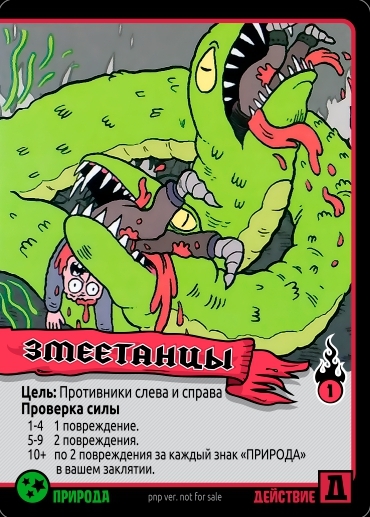 ЗМЕЕТАНЦЫ
1
Цель: Противники слева и справа
Проверка силы
1-4 1 повреждение.
5-9 2 повреждения.
10+ по 2 повреждения за каждый знак «ПРИРОДА»
в вашем заклятии.
ПРИРОДА pnp ver. not for sale ДЕЙСТВИЕ Д